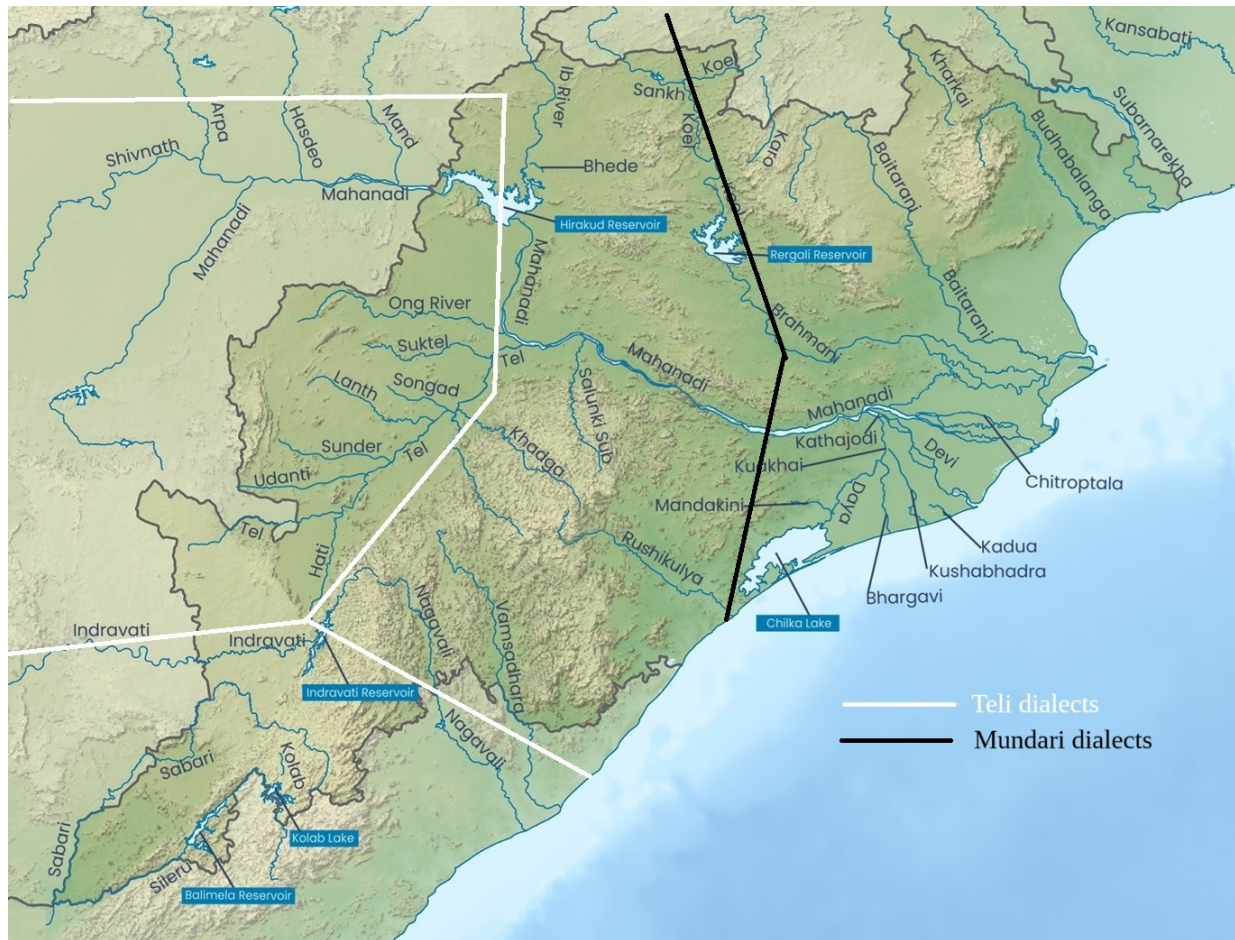 Kansabati
Koel
Kharkai
Ib River
Sankh
Subarnarekha
Arpa
Hasdeo
Mand
Koel
Karo
Budhabalanga
Shivnath
Baitarani
Bhede
Mahanadi
Koel
Hirakud Reservoir
Mahanadi
Mahanadi
Rergali Reservoir
Ong River
Baitarani
Brahmani
Suktel
Tel
Mahanadi
Lanth
Songad
Salunki Sub
Mahanadi
Khadga
Kathajodi
Sunder
Tel
Devi
Kuakhai
Udanti
Chitroptala
Mandakini
Daya
Tel
Rushikulya
Kadua
Hati
Kushabhadra
Nagavali
Bhargavi
Vamsadhara
Indravati
Indravati
Chilka Lake
Indravati Reservoir
Teli dialects
Nagavali
Mundari dialects
Sabari
Kolab
Kolab Lake
Sabari
Sileru
Balimela Reservoir